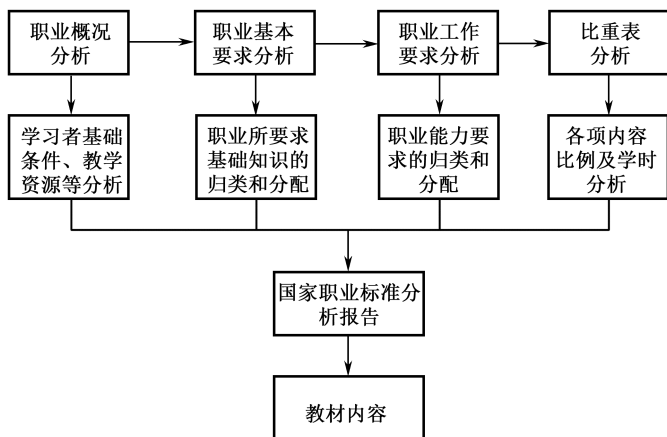 职业概况
分析
职业基本
要求分析
职业工作
要求分析
比重表
分析
学习者基础
条件、教学
资源等分析
职业所要求
基础知识的
归类和分配
职业能力要
求的归类和
分配
各项内容
比例及学时
分析
国家职业标准分
析报告
教材内容